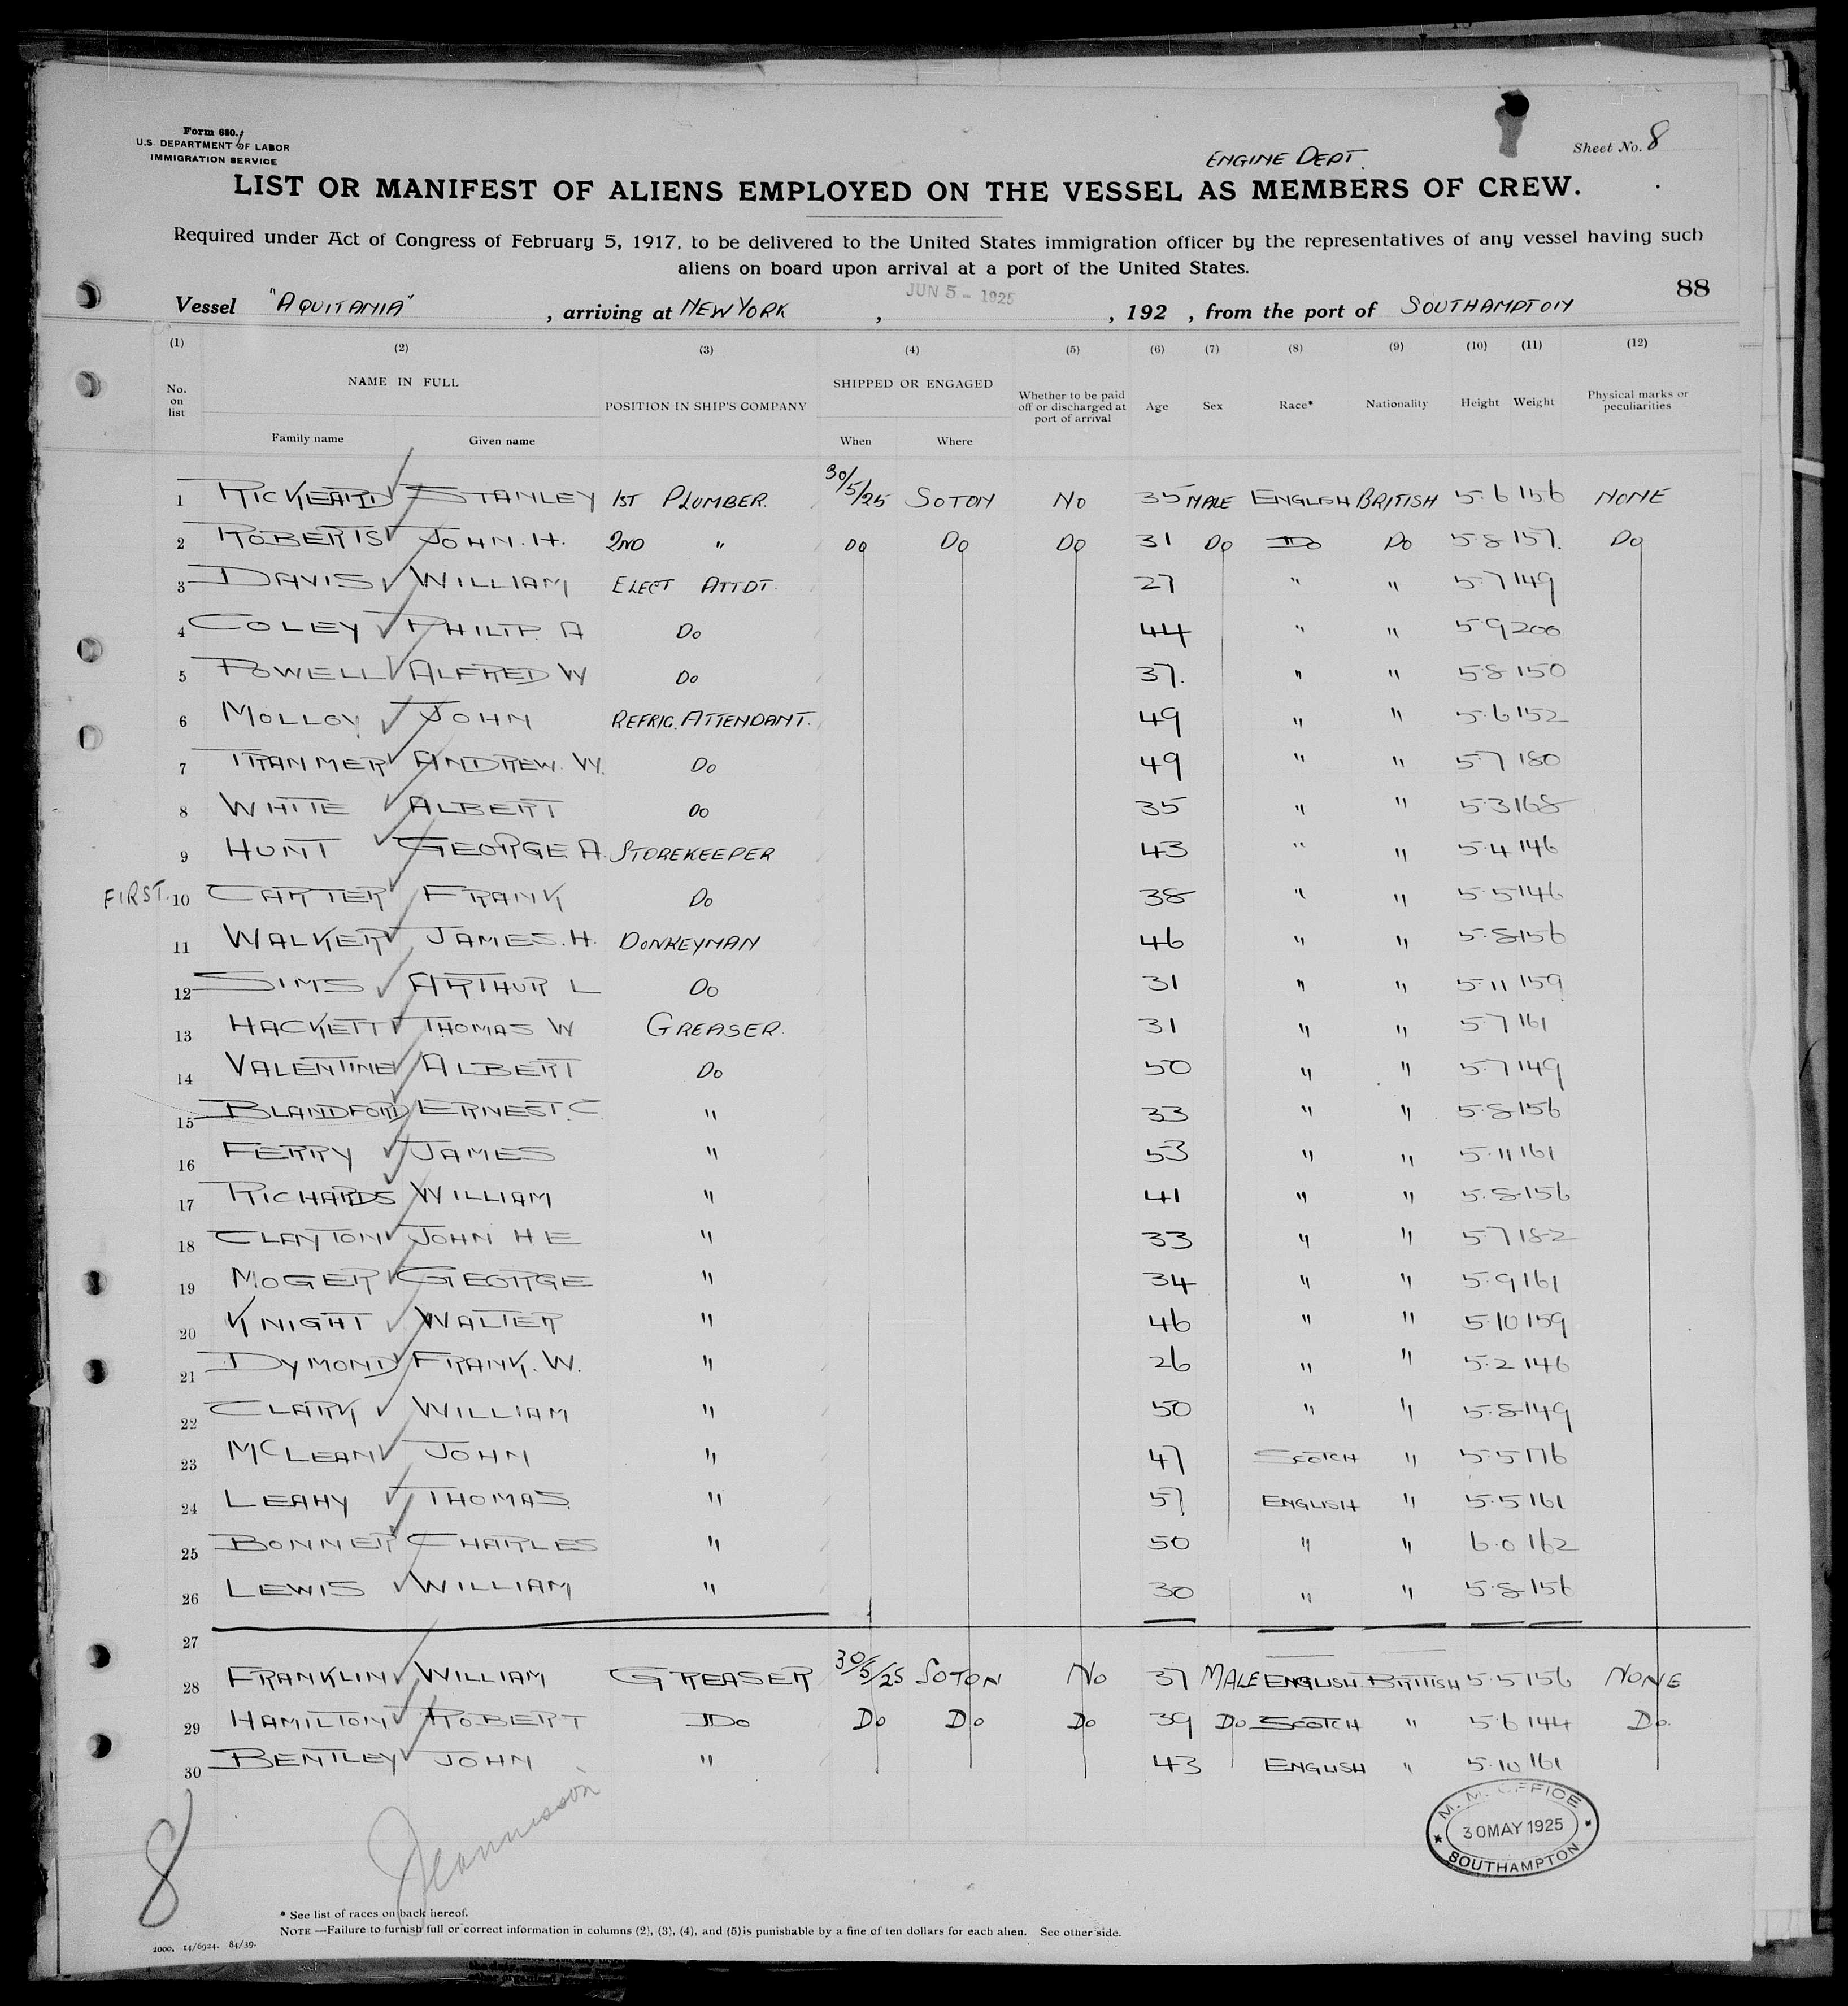 Form 680.
U.S. DEPARTMENT OF LABOR
IMMIGRATION SERVICE
ENGINE DEPT.
Sheet No. 8
LIST OR MANIFEST OF ALIENS EMPLOYED ON THE VESSEL AS MEMBERS OF CREW.
Required under Act of Congress of February 5, 1917, to be delivered to the United States immigration officer by the representatives of any vessel having such
aliens on board upon arrival at a port of the United States.
88
JUN 5 - 1925
Vessel "AQUITANIA", arriving at NEW YORK, , 192 , from the port of SOUTHAMPTON
(1) (2) (3) (4) (5) (6) (7) (8) (9) (10) (11) (12)
No. on list NAME IN FULL POSITION IN SHIP'S COMPANY SHIPPED OR ENGAGED Whether to be paid off or discharged at port of arrival Age Sex Race* Nationality Height Weight Physical marks or peculiarities
Family name Given name When Where
1 RICKEARD STANLEY 1ST PLUMBER. 30/5/25 SOTON NO 35 MALE ENGLISH BRITISH 5.6 156 NONE
2 ROBERTS JOHN.H. 2ND " DO DO DO 31 DO DO DO 5.8 157. DO
3 DAVIS WILLIAM ELECT ATTDT. 27 " " 5.7 149
4 COLEY PHILIP. A DO 44 " " 5.9 200
5 POWELL ALFRED W DO 37. " " 5.8 150
6 MOLLOY JOHN REFRIG. ATTENDANT. 49 " " 5.6 152
7 TRANMER ANDREW. W. DO 49 " " 5.7 180
8 WHITE ALBERT DO 35 " " 5.3 168
9 HUNT GEORGE A. STOREKEEPER 43 " " 5.4 146
FIRST. 10 CARTER FRANK DO 38 " " 5.5 146
11 WALKER JAMES.H. DONKEYMAN 46 " " 5.8 156
12 SIMS ARTHUR L DO 31 " " 5.11 159
13 HACKETT THOMAS W GREASER. 31 " " 5.7 161
14 VALENTINE ALBERT DO 50 " " 5.7 149
15 BLANDFORD ERNEST.C " 33 " " 5.8 156
16 FERRY JAMES " 53 " " 5.11 161
17 RICHARDS WILLIAM " 41 " " 5.8 156
18 CLAYTON JOHN H E " 33 " " 5.7 182
19 MOGER GEORGE " 34 " " 5.9 161
20 KNIGHT WALTER " 46 " " 5.10 159
21 DYMOND FRANK. W. " 26 " " 5.2 146
22 CLARK WILLIAM " 50 " " 5.8 149
23 McLEAN JOHN " 47 SCOTCH " 5.5 176
24 LEAHY THOMAS. " 57 ENGLISH " 5.5 161
25 BONNER CHARLES " 50 " " 6.0 162
26 LEWIS WILLIAM " 30 " " 5.8 156
27
28 FRANKLIN WILLIAM GREASER 30/5/25 SOTON NO 37 MALE ENGLISH BRITISH 5.5 156 NONE
29 HAMILTON ROBERT DO DO DO DO 39 DO SCOTCH " 5.6 144 DO.
30 BENTLEY JOHN " 43 ENGLISH " 5.10 161
M. M. OFFICE
30 MAY 1925
SOUTHAMPTON
8
* See list of races on back hereof.
NOTE —Failure to furnish full or correct information in columns (2), (3), (4), and (5) is punishable by a fine of ten dollars for each alien. See other side.
2000. 14/6924. 84/39.